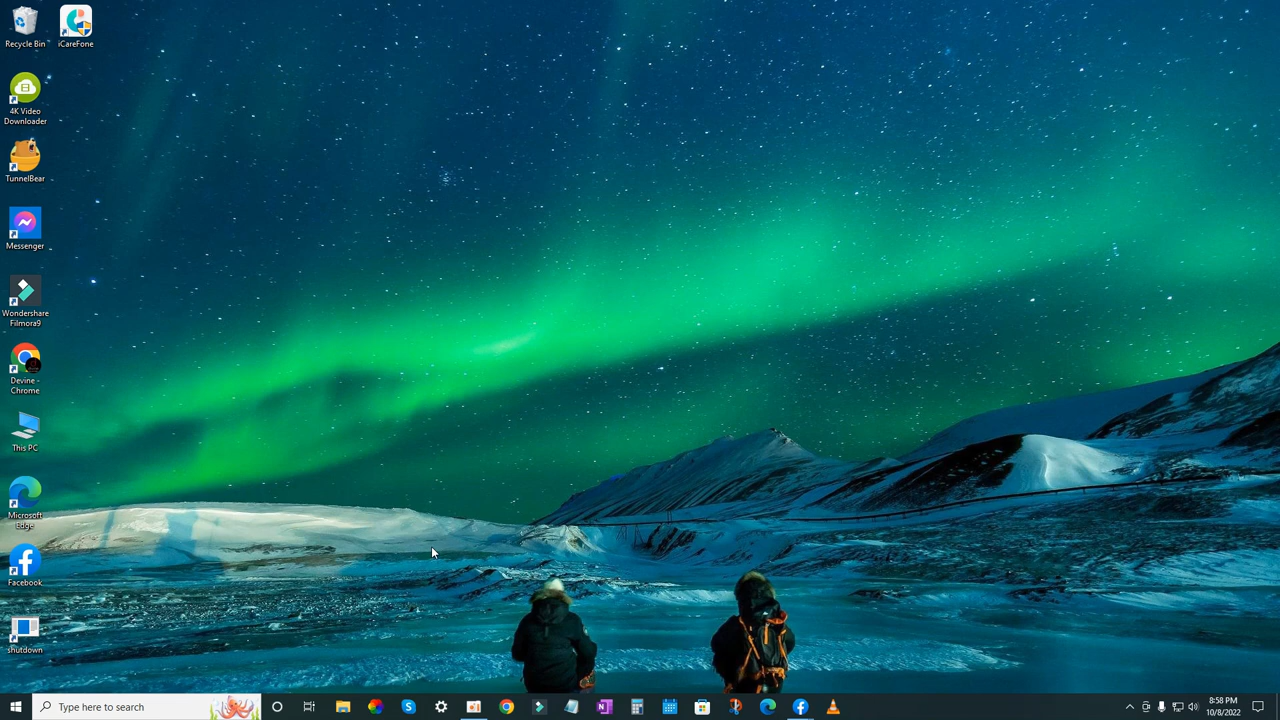 Recycle Bin
iCareFone
4K Video
Downloader
TunnelBear
Messenger
Wondershare
Filmora9
Devine -
Chrome
This PC
Microsoft
Edge
Facebook
shutdown
Type here to search
8:58 PM
10/8/2022